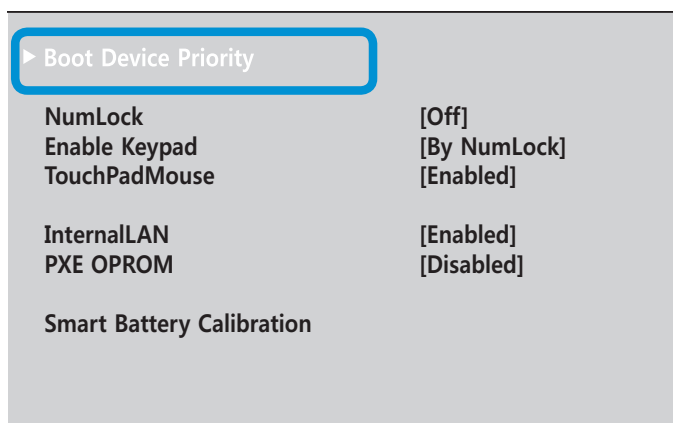 ▶ Boot Device Priority
NumLock [Off]
Enable Keypad [By NumLock]
TouchPadMouse [Enabled]
InternalLAN [Enabled]
PXE OPROM [Disabled]
Smart Battery Calibration